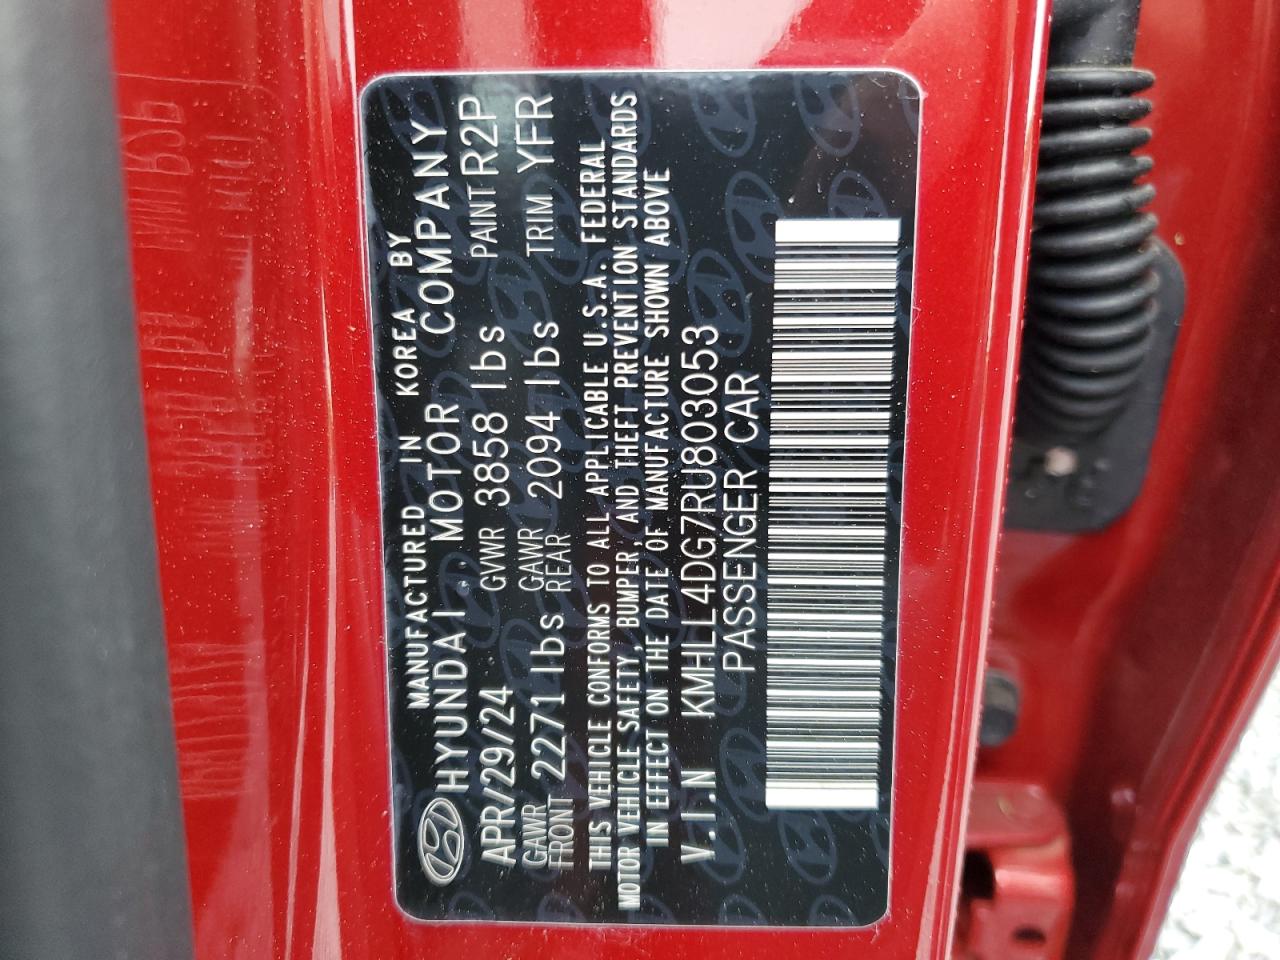 MANUFACTURED IN KOREA BY
HYUNDAI MOTOR COMPANY
APR/29/24 GVWR 3858 lbs PAINT R2P
GAWR FRONT 2271 lbs GAWR REAR 2094 lbs TRIM YFR
THIS VEHICLE CONFORMS TO ALL APPLICABLE U.S.A. FEDERAL
MOTOR VEHICLE SAFETY, BUMPER, AND THEFT PREVENTION STANDARDS
IN EFFECT ON THE DATE OF MANUFACTURE SHOWN ABOVE
V.I.N KMHLL4DG7RU803053
PASSENGER CAR